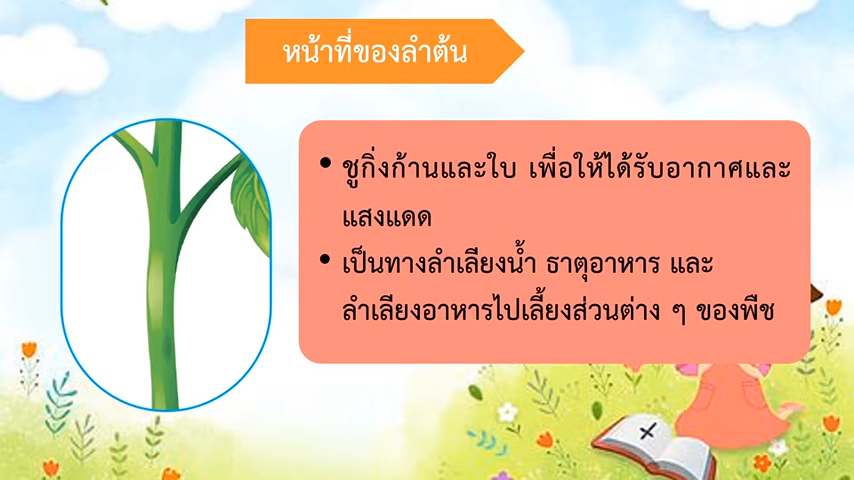 หน้าที่ของลำต้น
• ชูกิ่งก้านและใบ เพื่อให้ได้รับอากาศและ
แสงแดด
• เป็นทางลำเลียงน้ำ ธาตุอาหาร และ
ลำเลียงอาหารไปเลี้ยงส่วนต่าง ๆ ของพืช